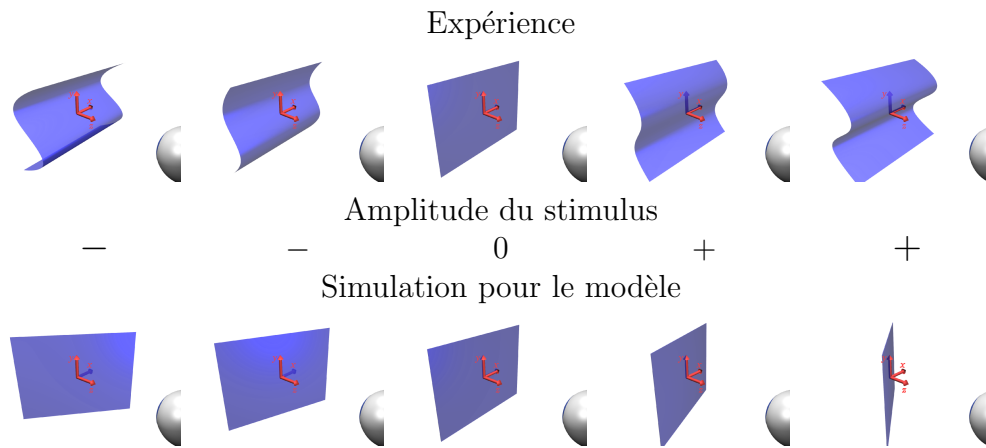 Expérience
Amplitude du stimulus
− − 0 + +
Simulation pour le modèle